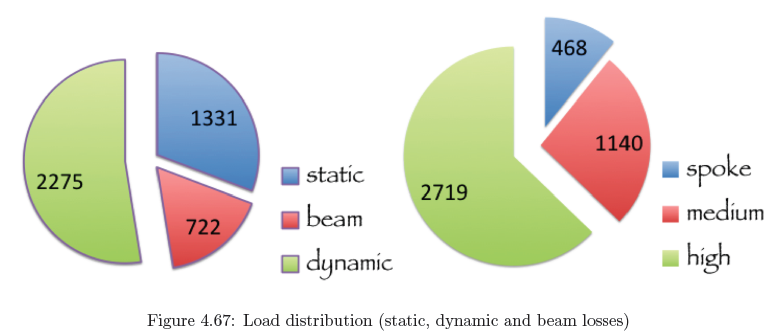 1331
722
2275
static
beam
dynamic
468
1140
2719
spoke
medium
high
Figure 4.67: Load distribution (static, dynamic and beam losses)